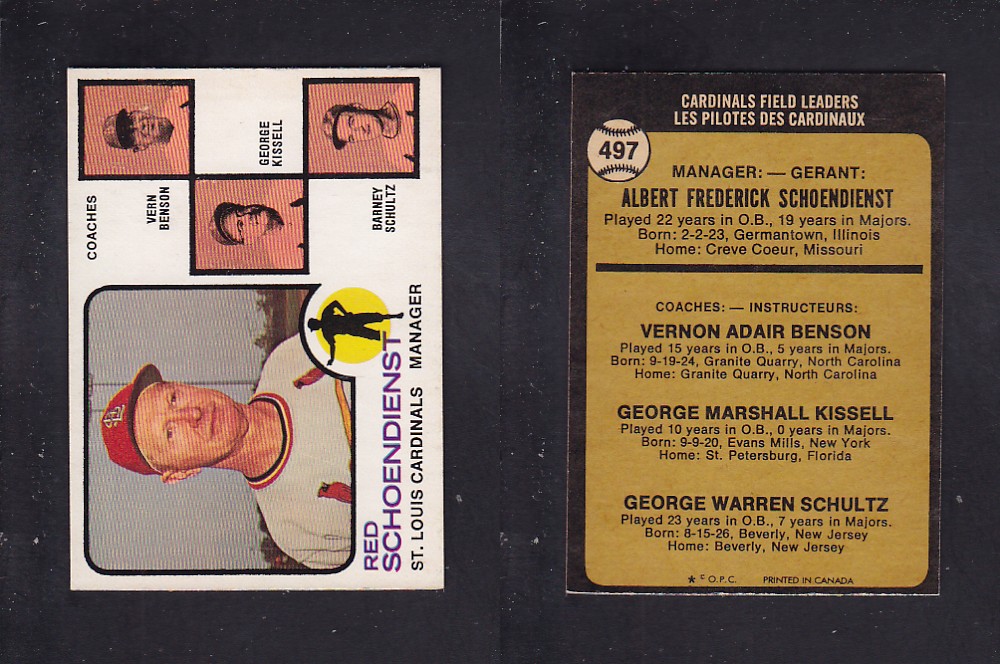 COACHES
VERN
BENSON
GEORGE
KISSELL
BARNEY
SCHULTZ
RED
SCHOENDIENST
ST. LOUIS CARDINALS MANAGER
CARDINALS FIELD LEADERS
LES PILOTES DES CARDINAUX
497
MANAGER: — GERANT:
ALBERT FREDERICK SCHOENDIENST
Played 22 years in O.B., 19 years in Majors.
Born: 2-2-23, Germantown, Illinois
Home: Creve Coeur, Missouri
COACHES: — INSTRUCTEURS:
VERNON ADAIR BENSON
Played 15 years in O.B., 5 years in Majors.
Born: 9-19-24, Granite Quarry, North Carolina
Home: Granite Quarry, North Carolina
GEORGE MARSHALL KISSELL
Played 10 years in O.B., 0 years in Majors.
Born: 9-9-20, Evans Mills, New York
Home: St. Petersburg, Florida
GEORGE WARREN SCHULTZ
Played 23 years in O.B., 7 years in Majors.
Born: 8-15-26, Beverly, New Jersey
Home: Beverly, New Jersey
★ © O.P.C. PRINTED IN CANADA